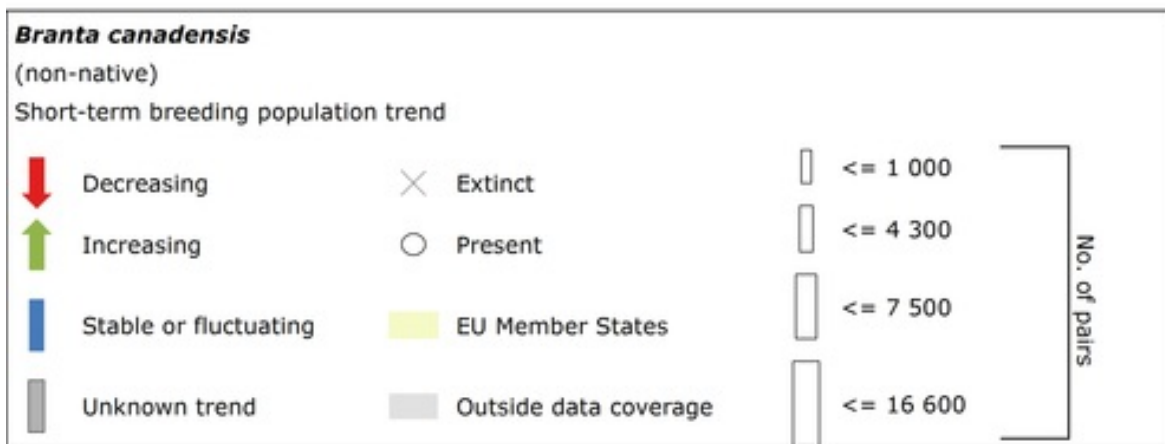 Branta canadensis
(non-native)
Short-term breeding population trend
Decreasing
Extinct
<= 1 000
Increasing
Present
<= 4 300
Stable or fluctuating
EU Member States
<= 7 500
Unknown trend
Outside data coverage
<= 16 600
No. of pairs